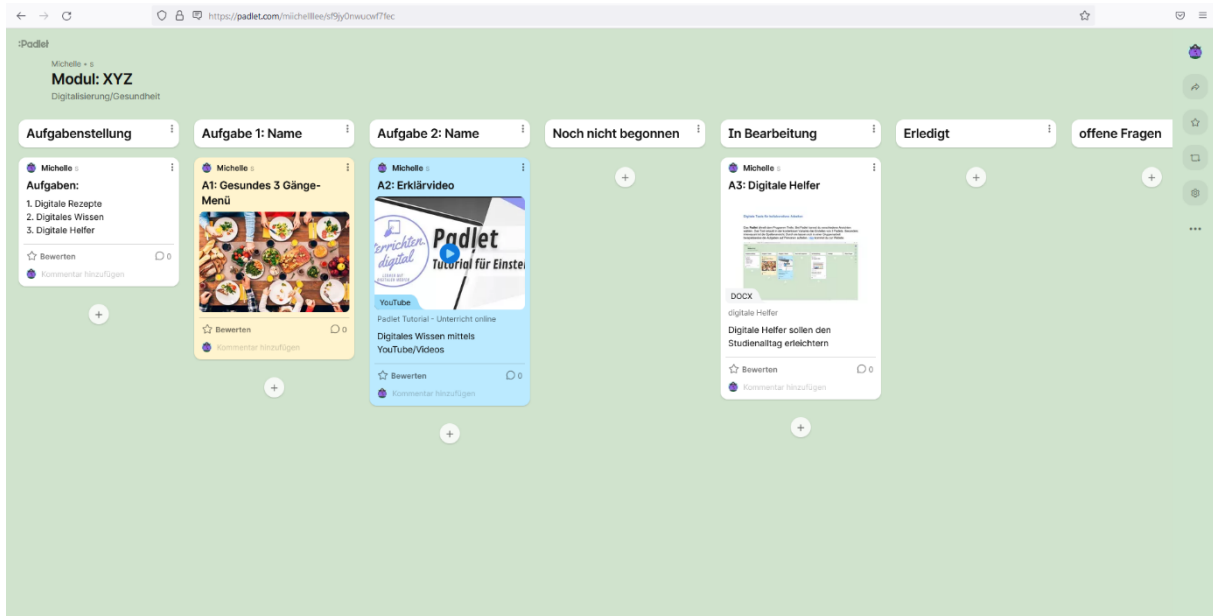 https://padlet.com/miichelllee/sf9jy0nwucwf7fec
:Padlet
Michelle • s
Modul: XYZ
Digitalisierung/Gesundheit
Aufgabenstellung
Michelle
Aufgaben:
1. Digitale Rezepte
2. Digitales Wissen
3. Digitale Helfer
Bewerten
0
Kommentar hinzufügen
Aufgabe 1: Name
Michelle
A1: Gesundes 3 Gänge-
Menü
Bewerten
0
Kommentar hinzufügen
Aufgabe 2: Name
Michelle
A2: Erklärvideo
digital
Padlet
Tutorial für Einste
YouTube
Padlet Tutorial - Unterricht online
Digitales Wissen mittels
YouTube/Videos
Bewerten
0
Kommentar hinzufügen
Noch nicht begonnen
In Bearbeitung
Michelle
A3: Digitale Helfer
DOCX
digitale Helfer
Digitale Helfer sollen den
Studienalltag erleichtern
Bewerten
0
Kommentar hinzufügen
Erledigt
offene Fragen